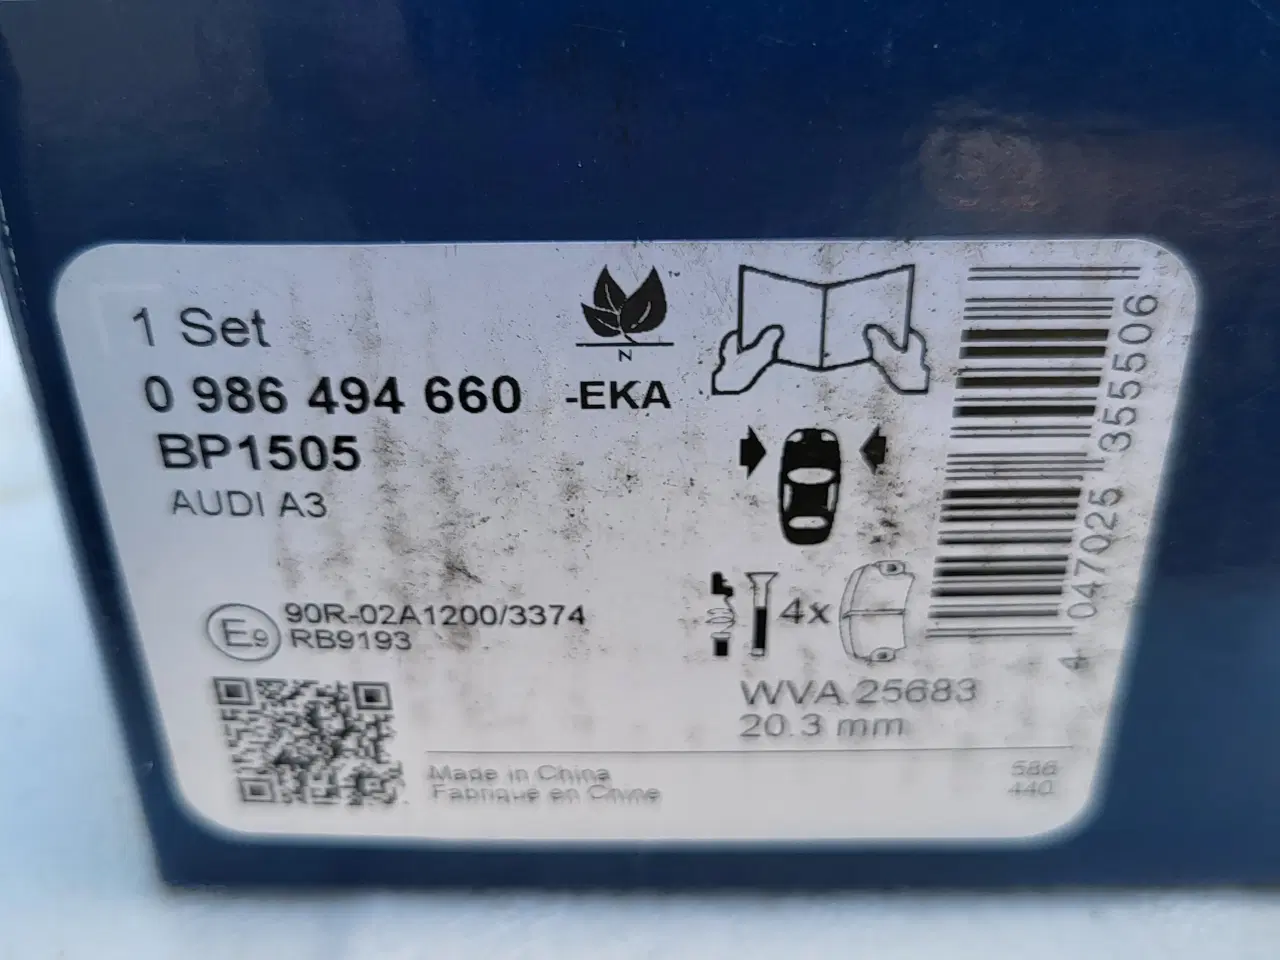 1 Set
N
0 986 494 660 -EKA
BP1505
AUDI A3
E9
90R-02A1200/3374
RB9193
4x
WVA 25683
20.3 mm
Made in China
Fabriqué en Chine
586
440
4 047025 355506